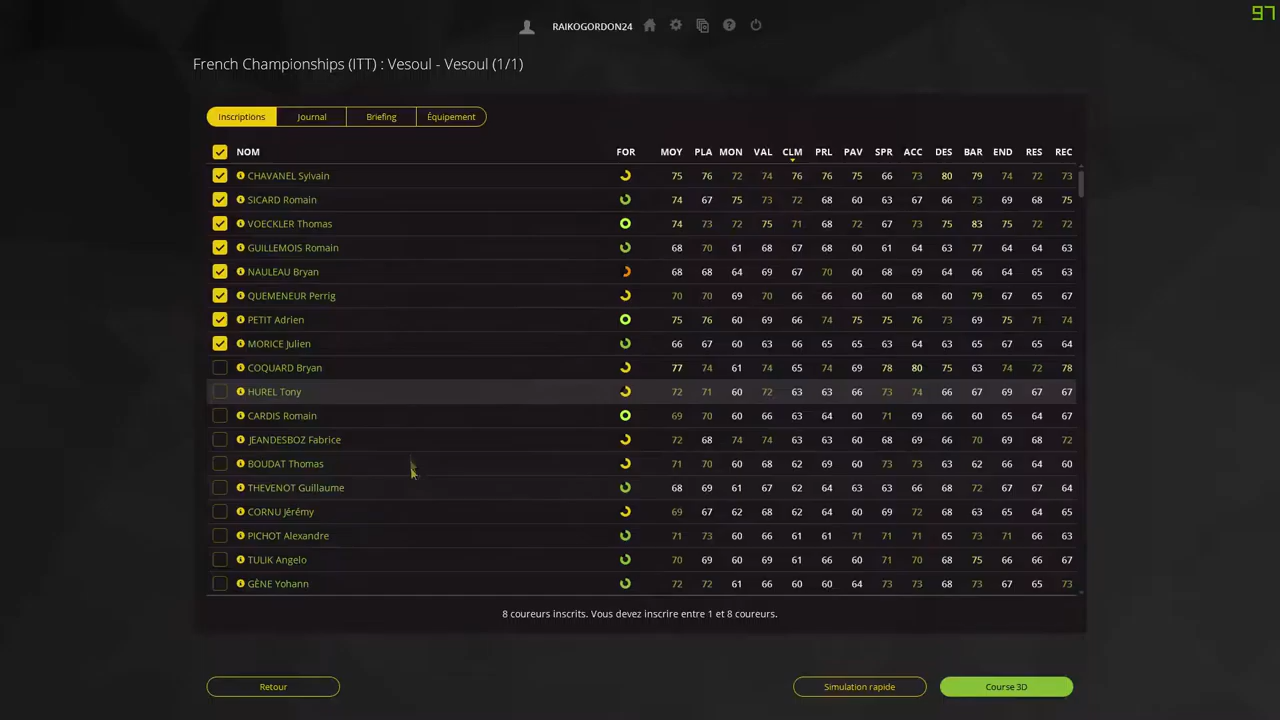 97
RAIKOGORDON24
French Championships (ITT) : Vesoul - Vesoul (1/1)
Inscriptions Journal Briefing Équipement
NOM FOR MOY PLA MON VAL CLM PRL PAV SPR ACC DES BAR END RES REC
CHAVANEL Sylvain 75 76 72 74 76 76 75 66 73 80 79 74 72 73
SICARD Romain 74 67 75 73 72 68 60 63 67 66 73 69 68 75
VOECKLER Thomas 74 73 72 75 71 68 72 67 73 75 83 75 72 72
GUILLEMOIS Romain 68 70 61 68 67 68 60 61 64 63 77 64 64 63
NAULEAU Bryan 68 68 64 69 67 70 60 68 69 64 66 64 65 63
QUEMENEUR Perrig 70 70 69 70 66 66 60 60 68 60 79 67 65 67
PETIT Adrien 75 76 60 69 66 74 75 75 76 73 69 75 71 74
MORICE Julien 66 67 60 63 66 65 65 63 64 63 65 67 65 64
COQUARD Bryan 77 74 61 74 65 74 69 78 80 75 63 74 72 78
HUREL Tony 72 71 60 72 63 63 66 73 74 66 67 69 67 67
CARDIS Romain 69 70 60 66 63 64 60 71 69 66 60 65 64 67
JEANDESBOZ Fabrice 72 68 74 74 63 63 60 68 69 66 70 69 68 72
BOUDAT Thomas 71 70 60 68 62 69 60 73 73 63 62 66 64 60
THEVENOT Guillaume 68 69 61 67 62 64 63 63 66 68 72 67 67 64
CORNU Jérémy 69 67 62 68 62 64 60 69 72 68 63 65 64 65
PICHOT Alexandre 71 73 60 66 61 61 71 71 71 65 73 71 66 63
TULIK Angelo 70 69 60 69 61 66 60 71 70 66 75 66 66 67
GÈNE Yohann 72 72 61 66 60 60 64 73 73 68 73 67 65 73
8 coureurs inscrits. Vous devez inscrire entre 1 et 8 coureurs.
Retour Simulation rapide Course 3D